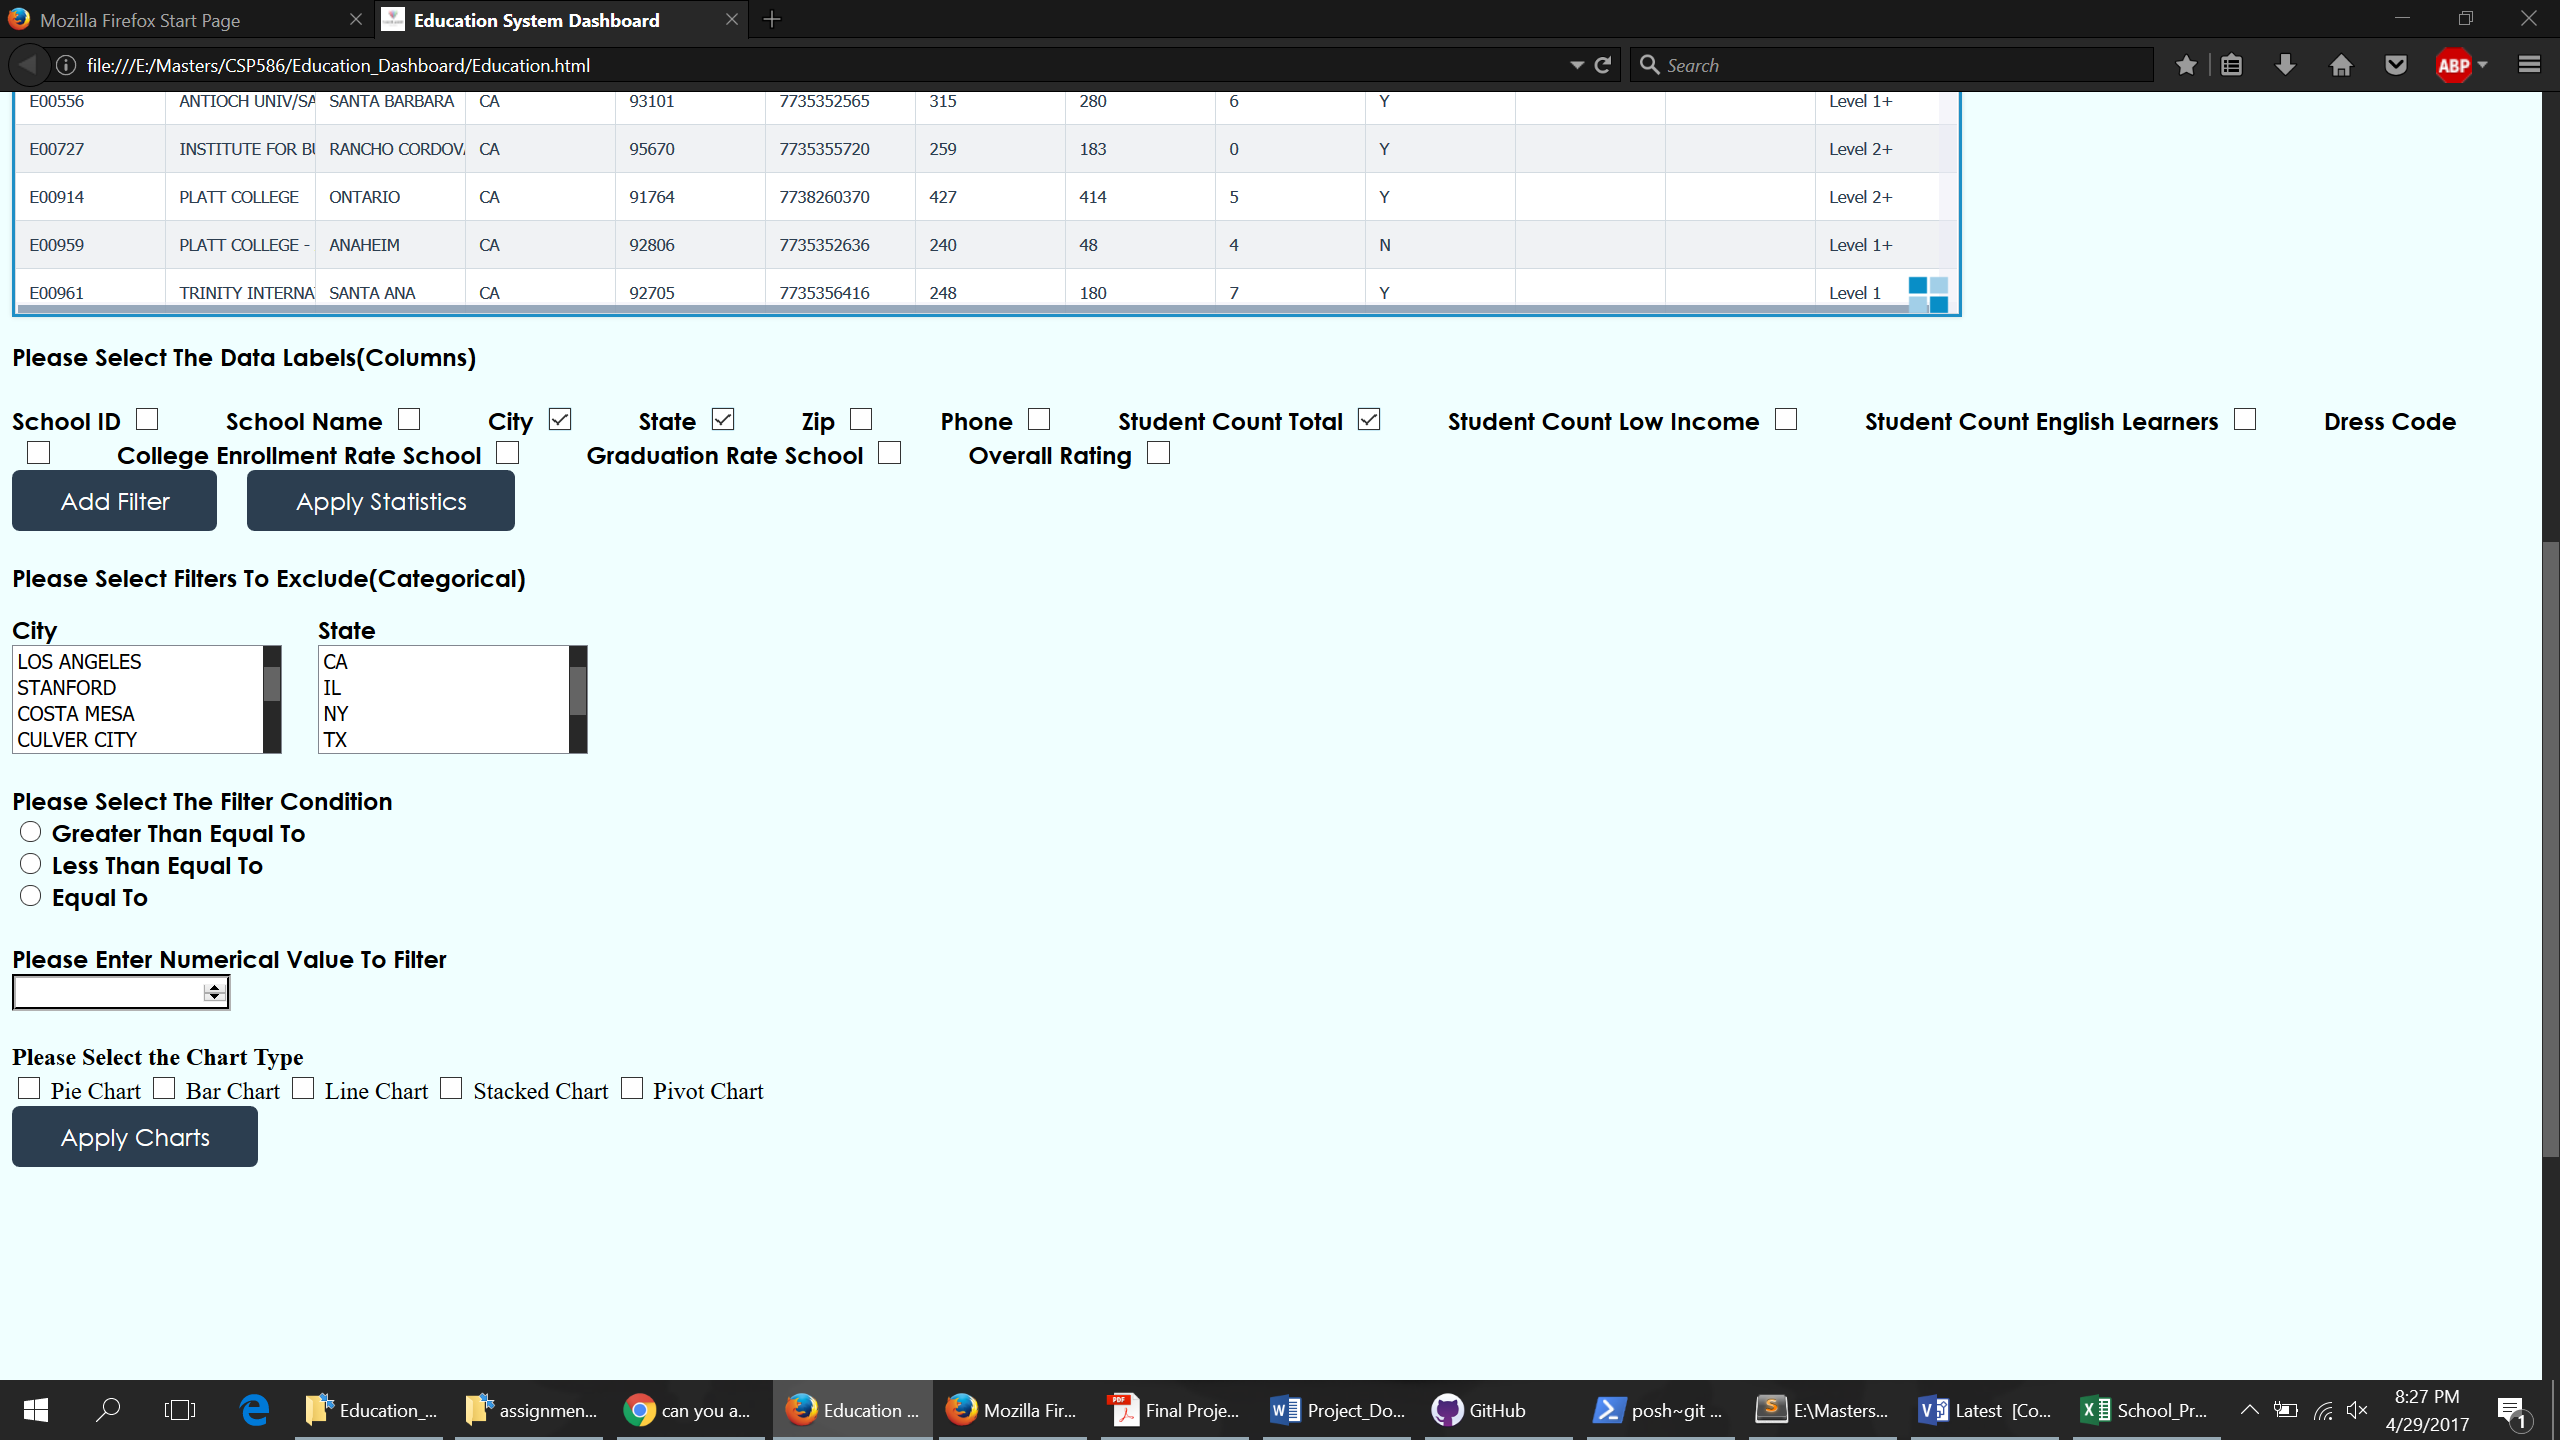 Mozilla Firefox Start Page
Education System Dashboard
file:///E:/Masters/CSP586/Education_Dashboard/Education.html
Search
ABP
E00556 ANTIOCH UNIV/SA SANTA BARBARA CA 93101 7735352565 315 280 6 Y Level 1+
E00727 INSTITUTE FOR BU RANCHO CORDOVA CA 95670 7735355720 259 183 0 Y Level 2+
E00914 PLATT COLLEGE ONTARIO CA 91764 7738260370 427 414 5 Y Level 2+
E00959 PLATT COLLEGE - ANAHEIM CA 92806 7735352636 240 48 4 N Level 1+
E00961 TRINITY INTERNA SANTA ANA CA 92705 7735356416 248 180 7 Y Level 1
Please Select The Data Labels(Columns)
School ID School Name City State Zip Phone Student Count Total Student Count Low Income Student Count English Learners Dress Code
College Enrollment Rate School Graduation Rate School Overall Rating
Add Filter Apply Statistics
Please Select Filters To Exclude(Categorical)
City State
LOS ANGELES CA
STANFORD IL
COSTA MESA NY
CULVER CITY TX
Please Select The Filter Condition
Greater Than Equal To
Less Than Equal To
Equal To
Please Enter Numerical Value To Filter
Please Select the Chart Type
Pie Chart Bar Chart Line Chart Stacked Chart Pivot Chart
Apply Charts
Education_... assignmen... can you a... Education ... Mozilla Fir... Final Proje... Project_Do... GitHub posh~git ... E:\Masters... Latest [Co... School_Pr... 8:27 PM
4/29/2017 1